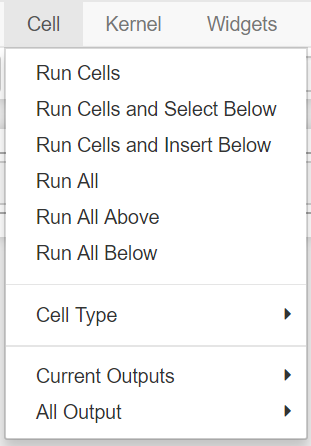 Cell Kernel Widgets
Run Cells
Run Cells and Select Below
Run Cells and Insert Below
Run All
Run All Above
Run All Below
Cell Type
Current Outputs
All Output